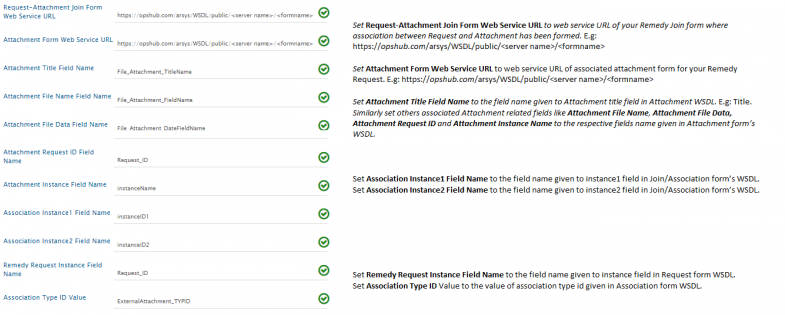 Request-Attachment Join Form
Web Service URL
https://opshub.com/arsys/WSDL/public/<server name>/<formname>
Attachment Form Web Service URL
https://opshub.com/arsys/WSDL/public/<server name>/<formname>
Attachment Title Field Name
File_Attachment_TitleName
Attachment File Name Field Name
File_Attachment_FieldName
Attachment File Data Field Name
File Attachment DateFieldName
Attachment Request ID Field
Name
Request_ID
Attachment Instance Field Name
instanceName
Association Instance1 Field Name
instanceID1
Association Instance2 Field Name
instanceID2
Remedy Request Instance Field
Name
Request_ID
Association Type ID Value
ExternalAttachment_TYPID
Set Request-Attachment Join Form Web Service URL to web service URL of your Remedy Join form where
association between Request and Attachment has been formed. E.g:
https://opshub.com/arsys/WSDL/public/<server name>/<formname>
Set Attachment Form Web Service URL to web service URL of associated attachment form for your Remedy
Request. E.g: https://opshub.com/arsys/WSDL/public/<server name>/<formname>
Set Attachment Title Field Name to the field name given to Attachment title field in Attachment WSDL. E.g: Title.
Similarly set others associated Attachment related fields like Attachment File Name, Attachment File Data,
Attachment Request ID and Attachment Instance Name to the respective fields name given in Attachment form's
WSDL.
Set Association Instance1 Field Name to the field name given to instance1 field in Join/Association form's WSDL.
Set Association Instance2 Field Name to the field name given to instance2 field in Join/Association form's WSDL.
Set Remedy Request Instance Field Name to the field name given to Instance field in Request form WSDL.
Set Association Type ID Value to the value of association type id given in Association form WSDL.